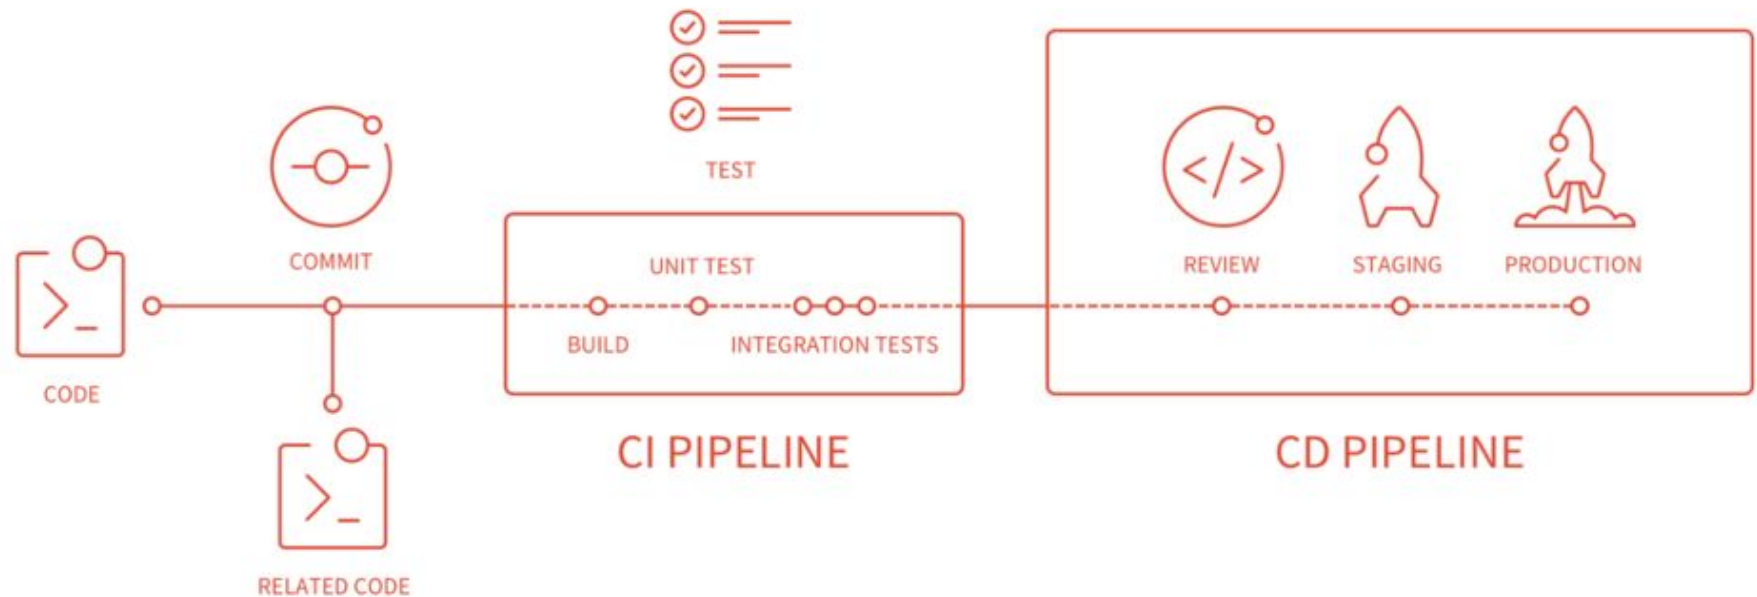 TEST
COMMIT
UNIT TEST
REVIEW
STAGING
PRODUCTION
BUILD
INTEGRATION TESTS
CODE
CI PIPELINE
CD PIPELINE
RELATED CODE